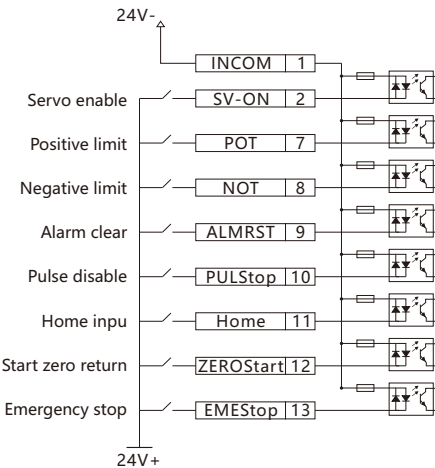 24V-
INCOM 1
Servo enable SV-ON 2
Positive limit POT 7
Negative limit NOT 8
Alarm clear ALMRST 9
Pulse disable PULStop 10
Home inpu Home 11
Start zero return ZEROStart 12
Emergency stop EMEStop 13
24V+